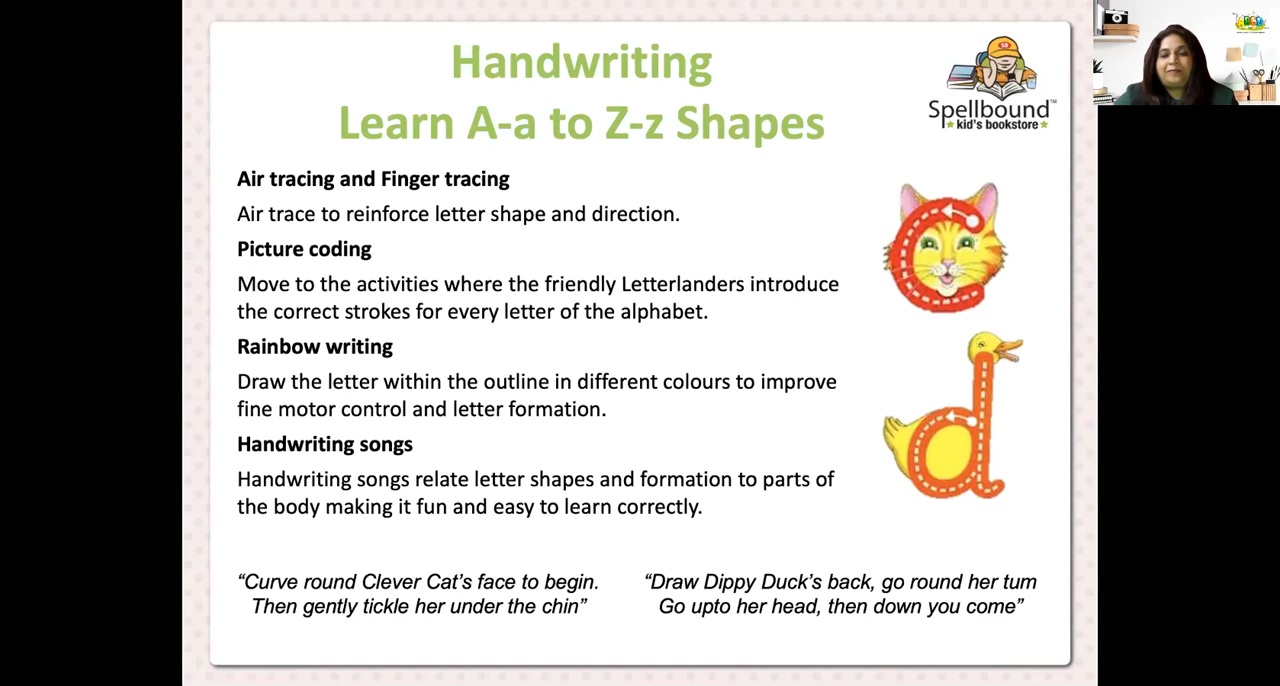 Handwriting
Learn A-a to Z-z Shapes
SB
Spellbound™
kid's bookstore
Air tracing and Finger tracing
Air trace to reinforce letter shape and direction.
Picture coding
Move to the activities where the friendly Letterlanders introduce
the correct strokes for every letter of the alphabet.
Rainbow writing
Draw the letter within the outline in different colours to improve
fine motor control and letter formation.
Handwriting songs
Handwriting songs relate letter shapes and formation to parts of
the body making it fun and easy to learn correctly.
c
d
“Curve round Clever Cat’s face to begin.
Then gently tickle her under the chin”
“Draw Dippy Duck’s back, go round her tum
Go upto her head, then down you come”